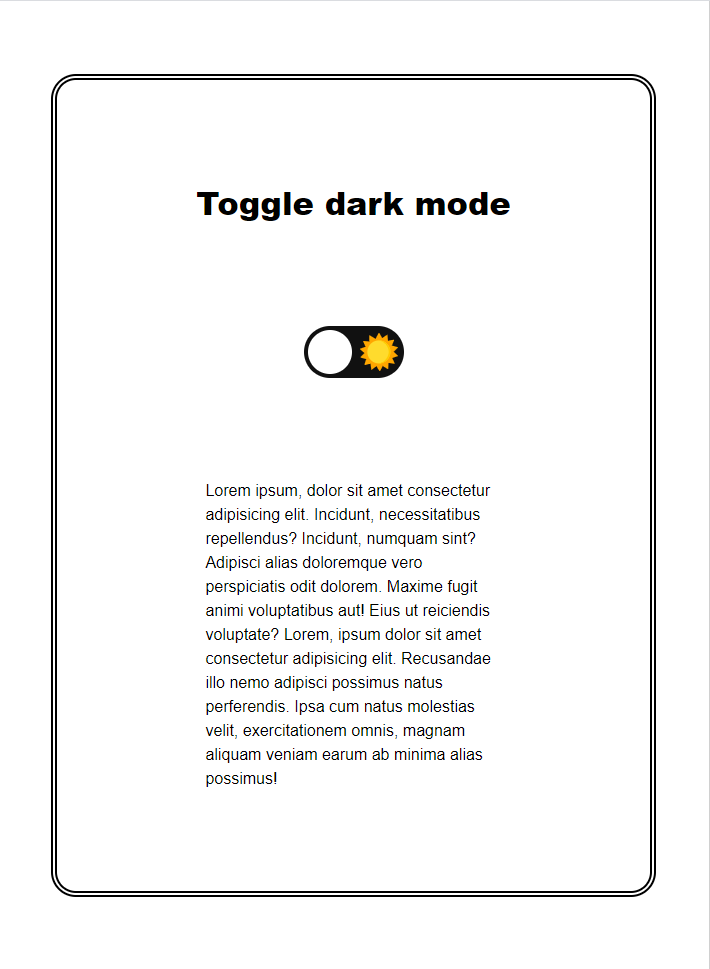 Toggle dark mode
Lorem ipsum, dolor sit amet consectetur
adipisicing elit. Incidunt, necessitatibus
repellendus? Incidunt, numquam sint?
Adipisci alias doloremque vero
perspiciatis odit dolorem. Maxime fugit
animi voluptatibus aut! Eius ut reiciendis
voluptate? Lorem, ipsum dolor sit amet
consectetur adipisicing elit. Recusandae
illo nemo adipisci possimus natus
perferendis. Ipsa cum natus molestias
velit, exercitationem omnis, magnam
aliquam veniam earum ab minima alias
possimus!